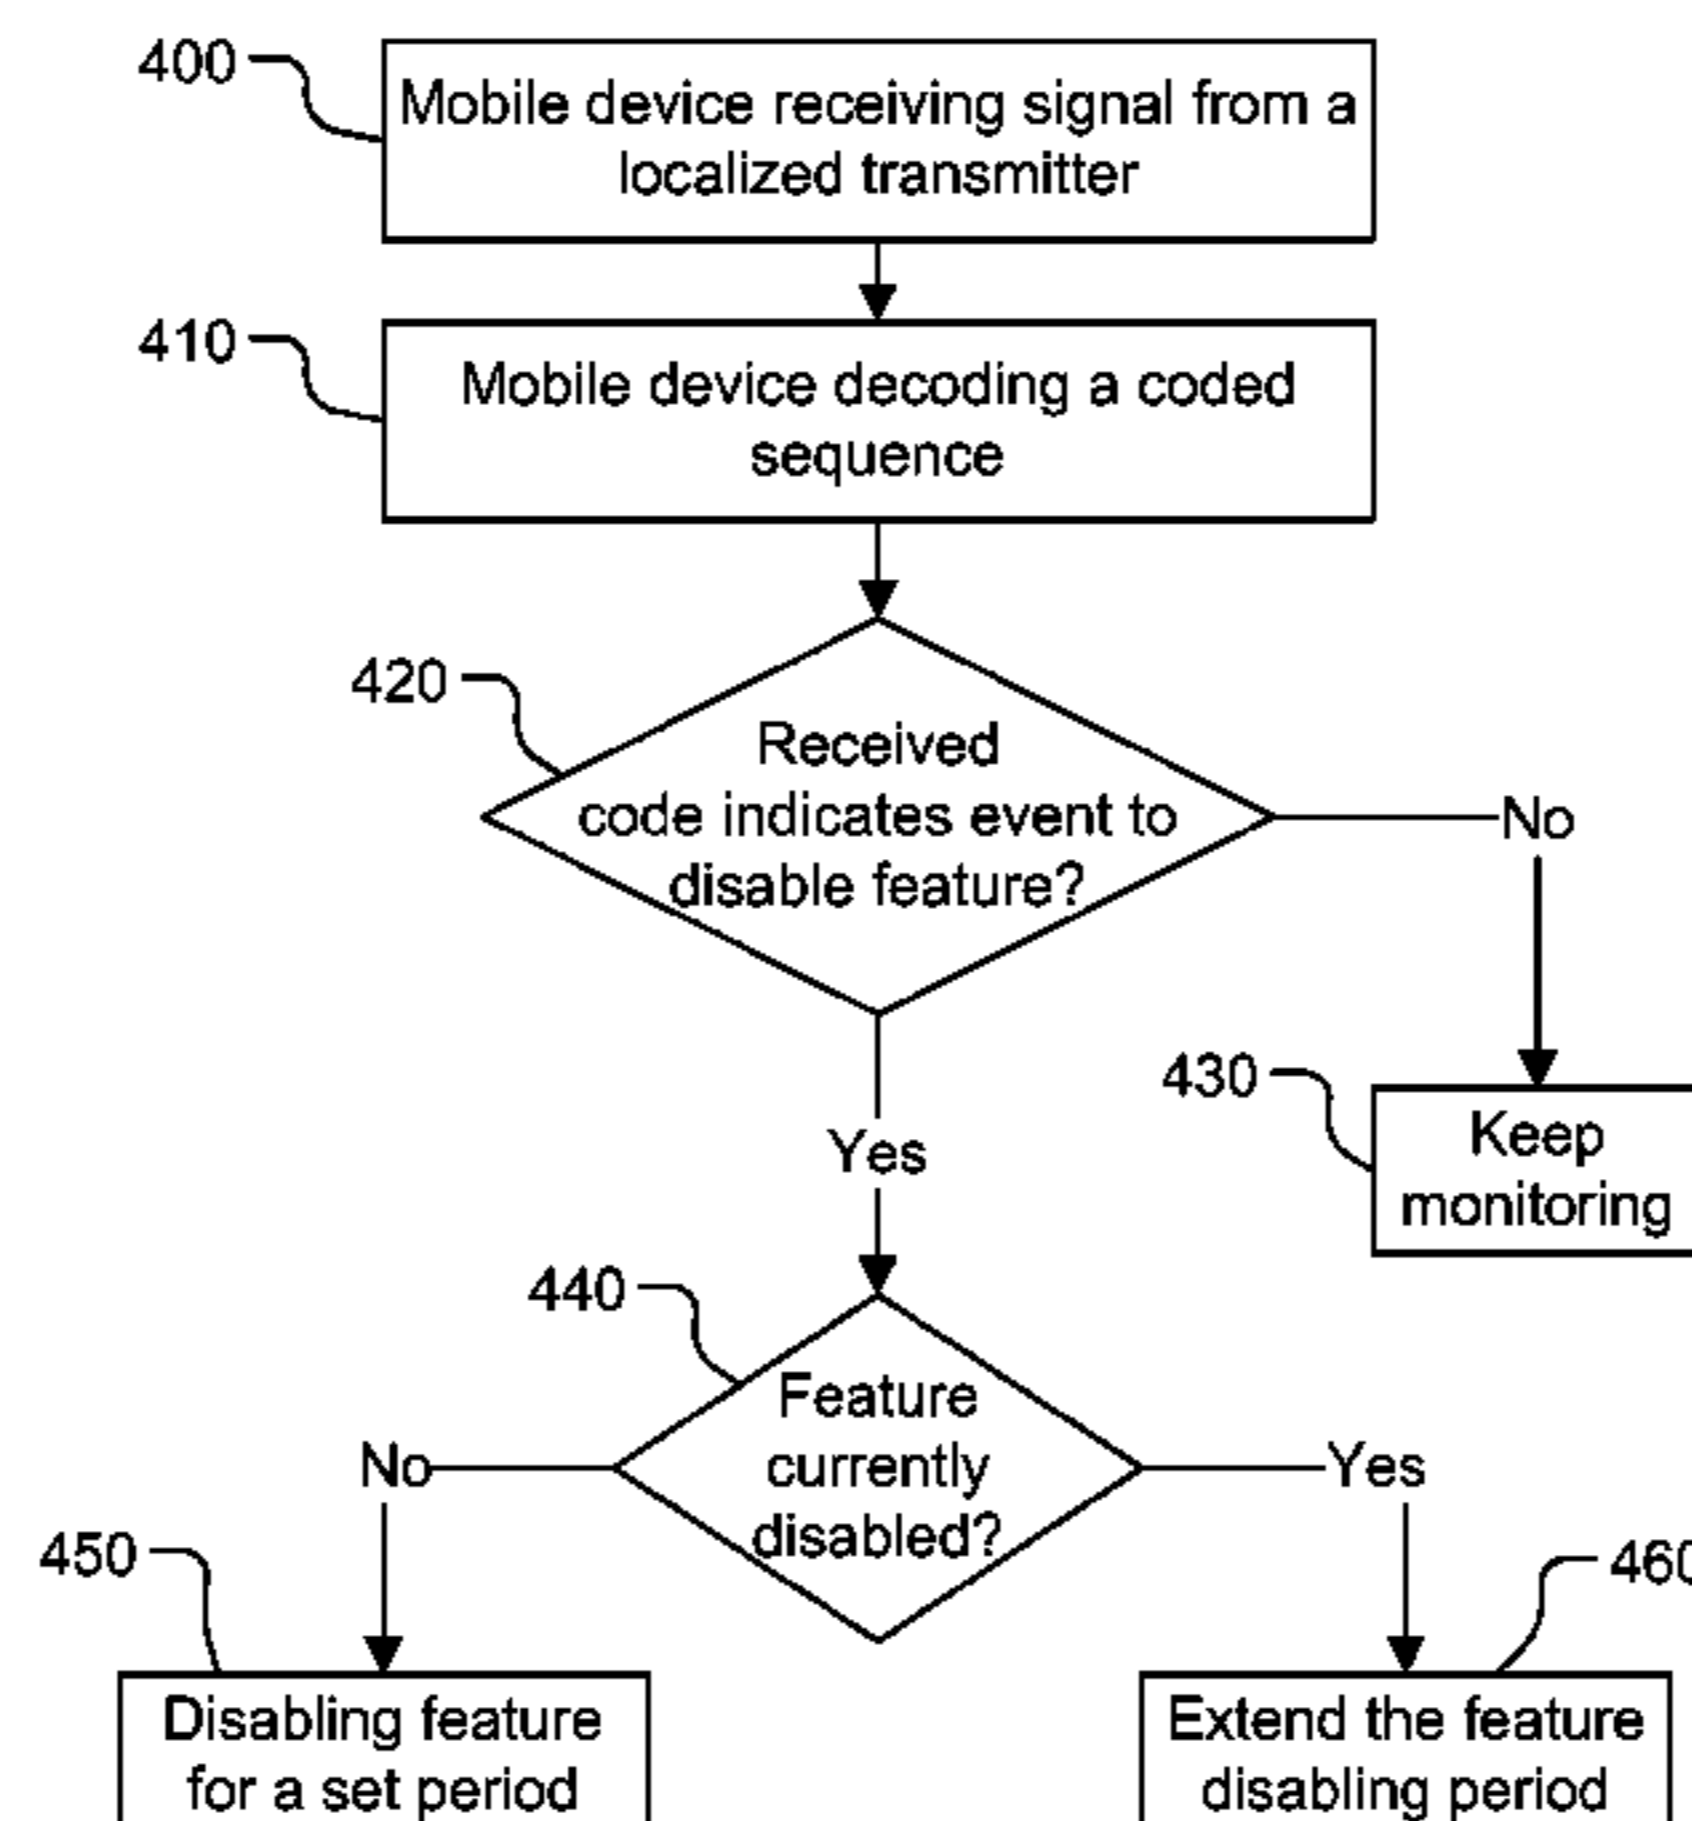 400
Mobile device receiving signal from a
localized transmitter
410
Mobile device decoding a coded
sequence
420
Received
code indicates event to
disable feature?
No
430
Keep
monitoring
Yes
440
Feature
currently
disabled?
No
Yes
450
Disabling feature
for a set period
460
Extend the feature
disabling period